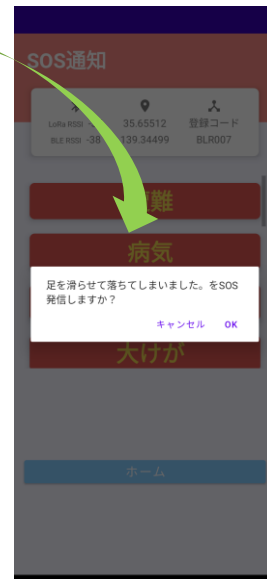 SOS通知
LoRa RSSI
35.65512
登録コード
BLE RSSI -38
139.34499
BLR007
難
病気
足を滑らせて落ちてしまいました。をSOS
発信しますか？
キャンセル OK
大けが
ホーム